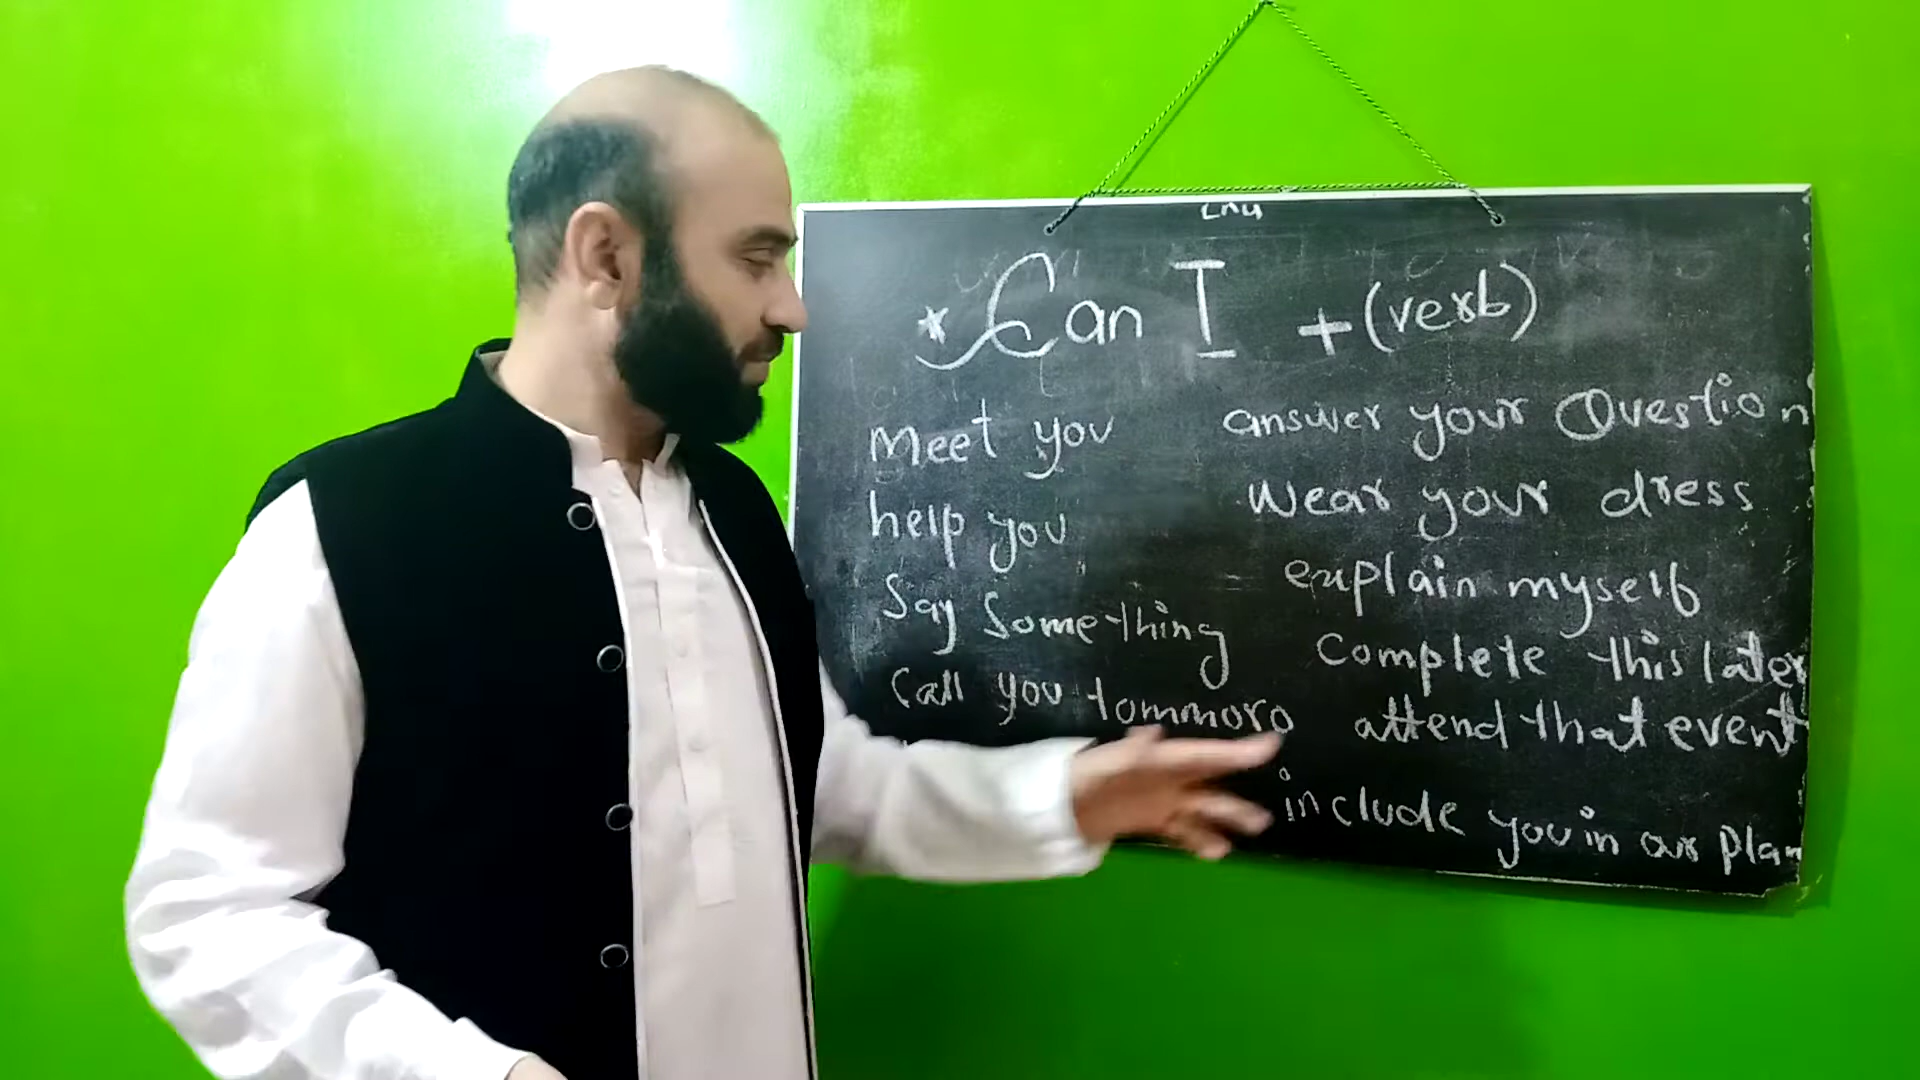 * Can I + (verb)
Meet you
help you
Say Something
Call you tommoro
answer your Question
Wear your dress
explain myself
Complete this later
attend that event
include you in our plan